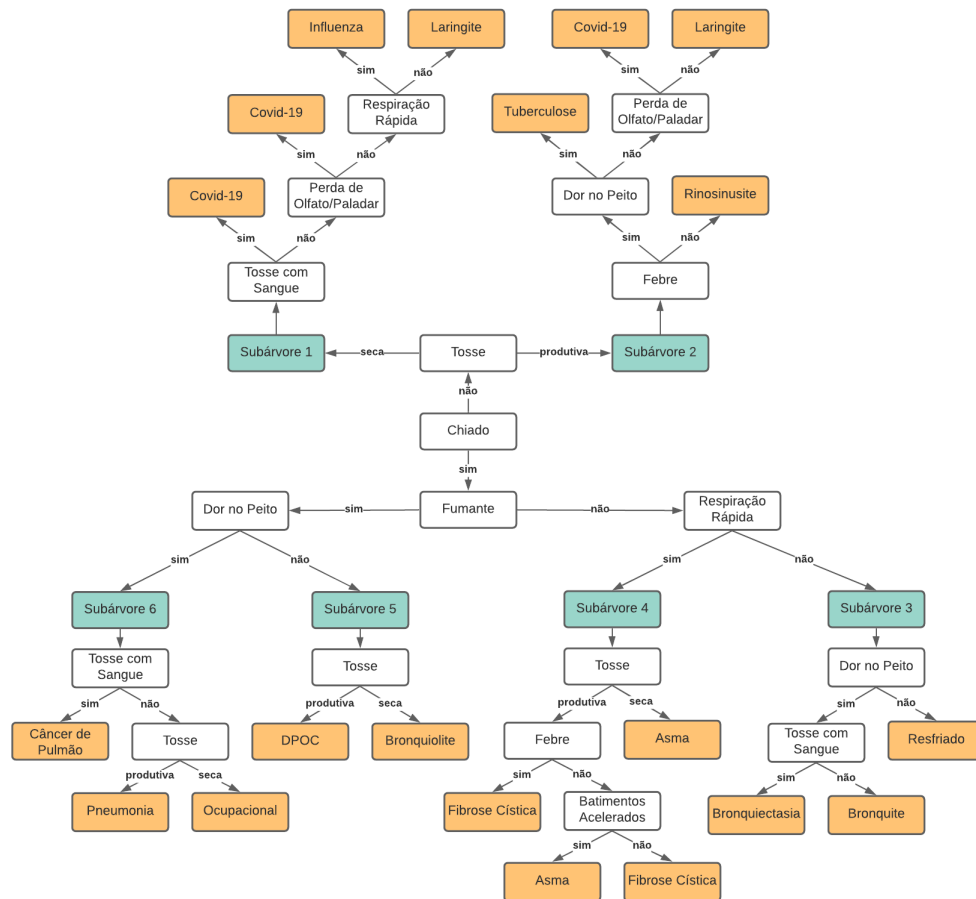 Influenza
Laringite
Covid-19
Laringite
sim
não
sim
não
Covid-19
Respiração
Rápida
Tuberculose
Perda de
Olfato/Paladar
sim
não
sim
não
Covid-19
Perda de
Olfato/Paladar
Dor no Peito
Rinosinusite
sim
não
sim
não
Tosse com
Sangue
Febre
Subárvore 1
seca
Tosse
produtiva
Subárvore 2
não
Chiado
sim
Dor no Peito
sim
Fumante
não
Respiração
Rápida
sim
não
sim
não
Subárvore 6
Subárvore 5
Subárvore 4
Subárvore 3
Tosse com
Sangue
Tosse
Tosse
Dor no Peito
sim
não
produtiva
seca
produtiva
seca
sim
não
Câncer de
Pulmão
Tosse
DPOC
Bronquiolite
Febre
Asma
Tosse com
Sangue
Resfriado
produtiva
seca
sim
não
sim
não
Pneumonia
Ocupacional
Fibrose Cística
Batimentos
Acelerados
Bronquiectasia
Bronquite
sim
não
Asma
Fibrose Cística